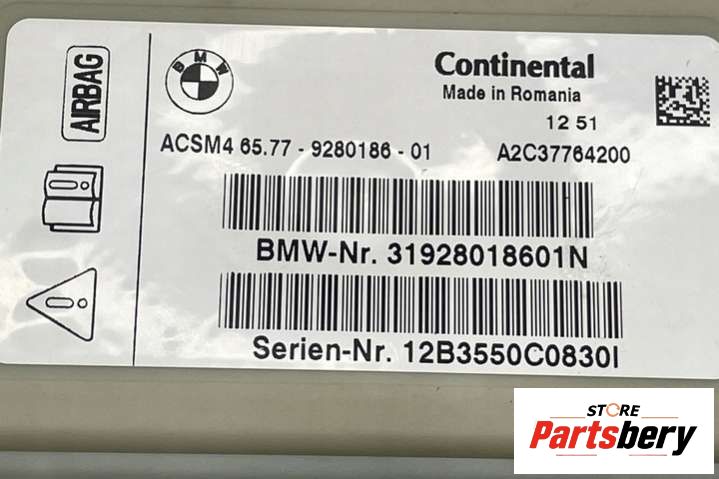 AIRBAG
BMW
Continental
Made in Romania
12 51
ACSM4 65.77 - 9280186 - 01 A2C37764200
BMW-Nr. 31928018601N
Serien-Nr. 12B3550C0830I
STORE
Partsbery